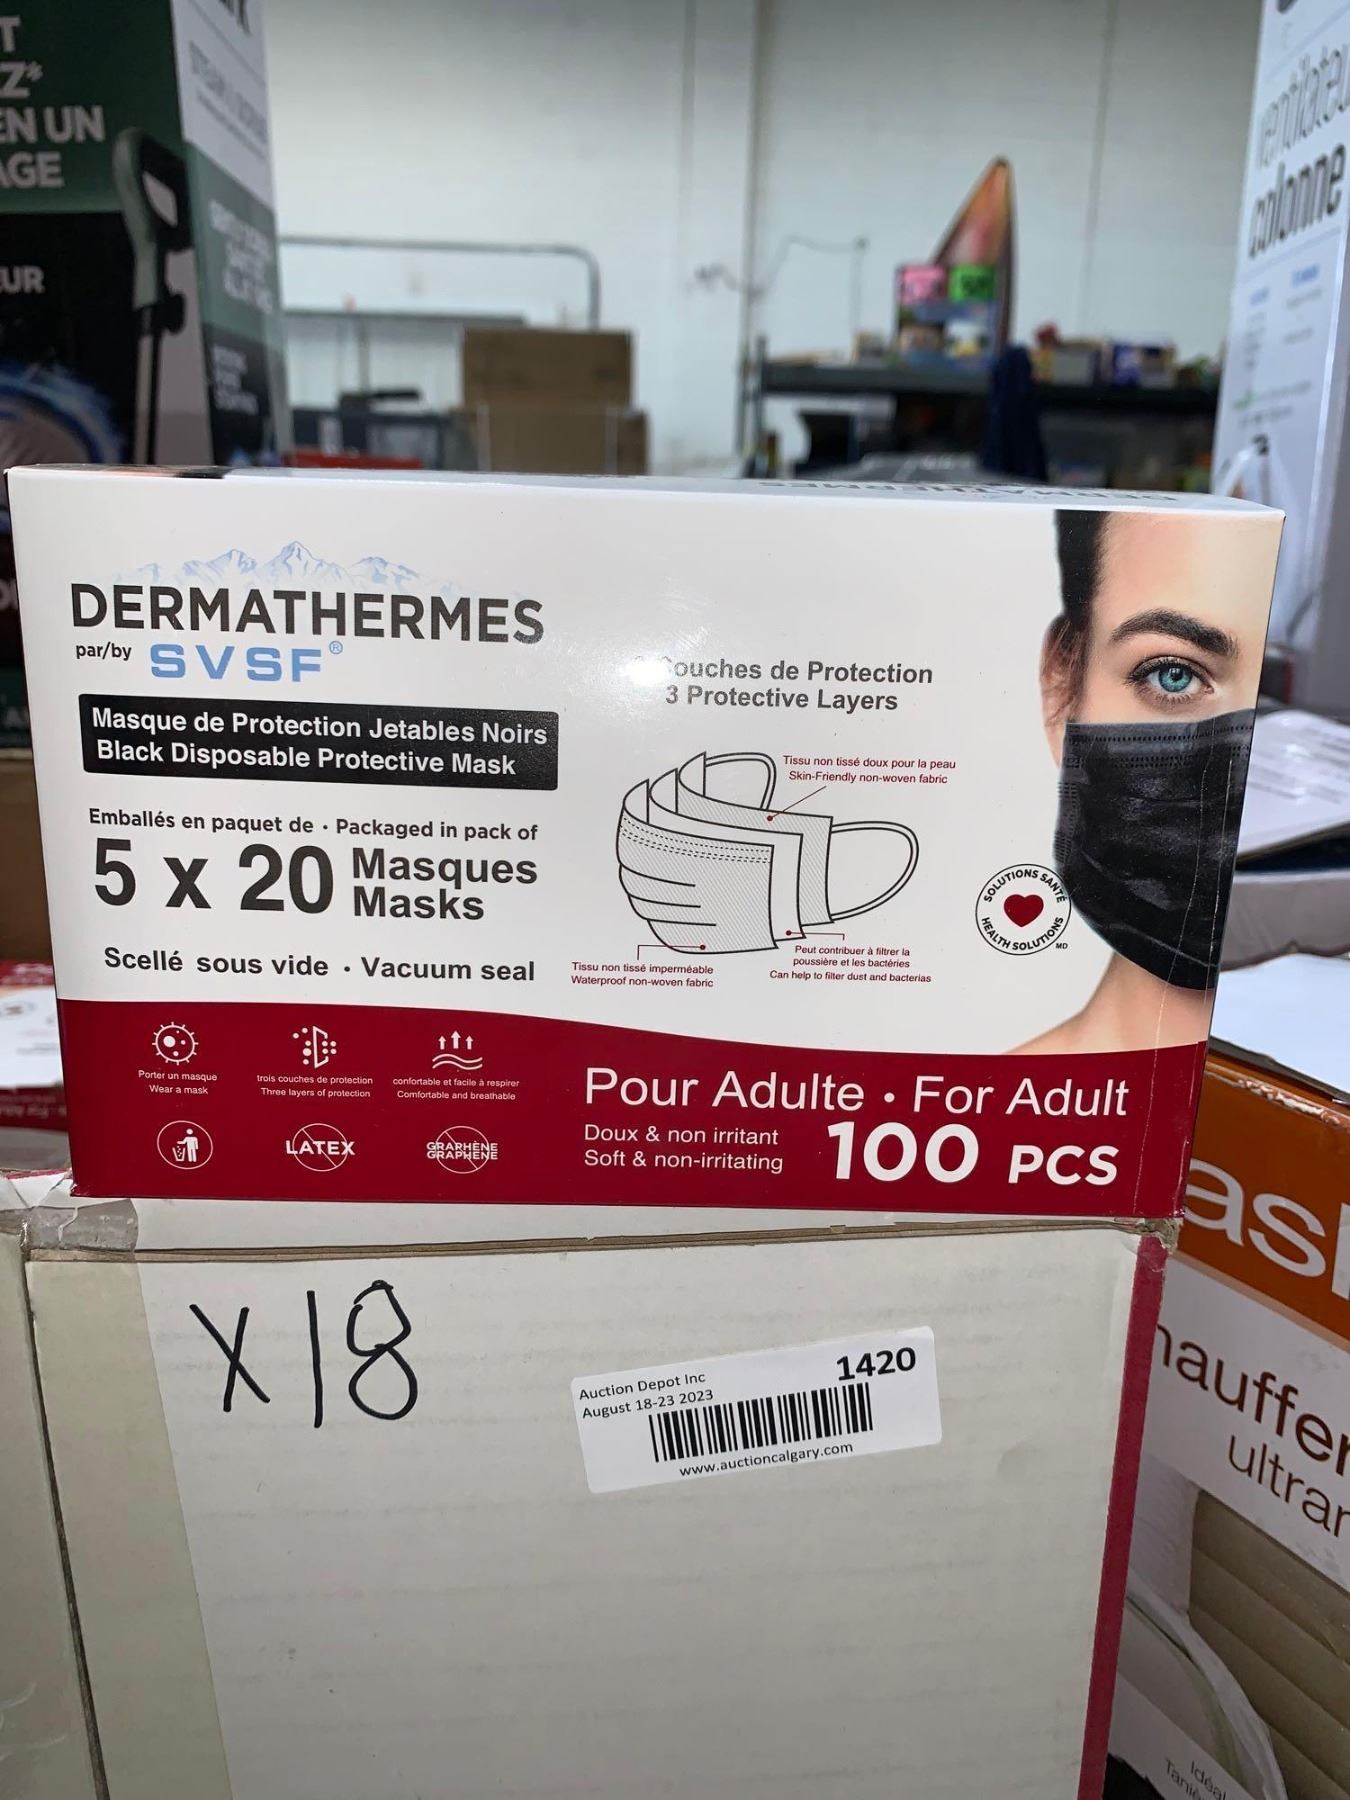 EN UN
DERMATHERMES
par/by SVSF®
Masque de Protection Jetables Noirs
Black Disposable Protective Mask
Emballés en paquet de · Packaged in pack of
5 x 20 Masques
Masks
Scellé sous vide · Vacuum seal
ouches de Protection
3 Protective Layers
Tissu non tissé doux pour la peau
Skin-Friendly non-woven fabric
Tissu non tissé imperméable
Waterproof non-woven fabric
Peut contribuer à filtrer la
poussière et les bactéries
Can help to filter dust and bacterias
SOLUTIONS SANTÉ
HEALTH SOLUTIONS MD
Porter un masque
Wear a mask
trois couches de protection
Three layers of protection
confortable et facile à respirer
Comfortable and breathable
LATEX
GRAPHÈNE
GRAPHENE
Pour Adulte • For Adult
Doux & non irritant
Soft & non-irritating
100 PCS
X18
Auction Depot Inc
August 18-23 2023
1420
www.auctioncalgary.com
colonne
hauffer
ultrar